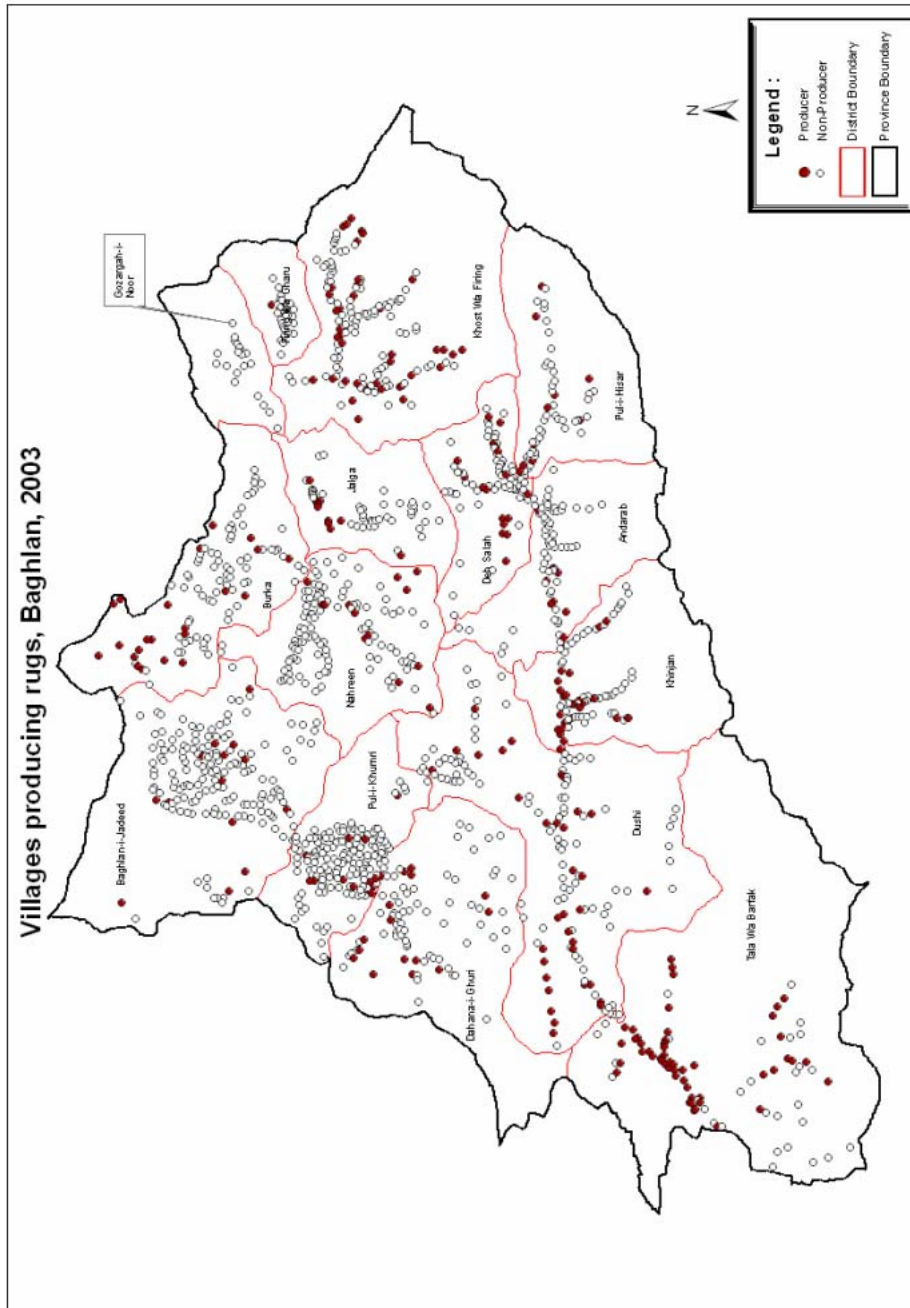 Villages producing rugs, Baghlan, 2003
Gozargah-i-
Noor
Baghlan-i-Jadeed
Burka
Jalga
Khost Wa Firing
Nahreen
Pul-i-Khumri
Deh Salah
Pul-i-Hisar
Andarab
Khinjan
Dushi
Dahana-i-Ghuri
Tala Wa Barfak
N
Legend :
Producer
Non-Producer
District Boundary
Province Boundary